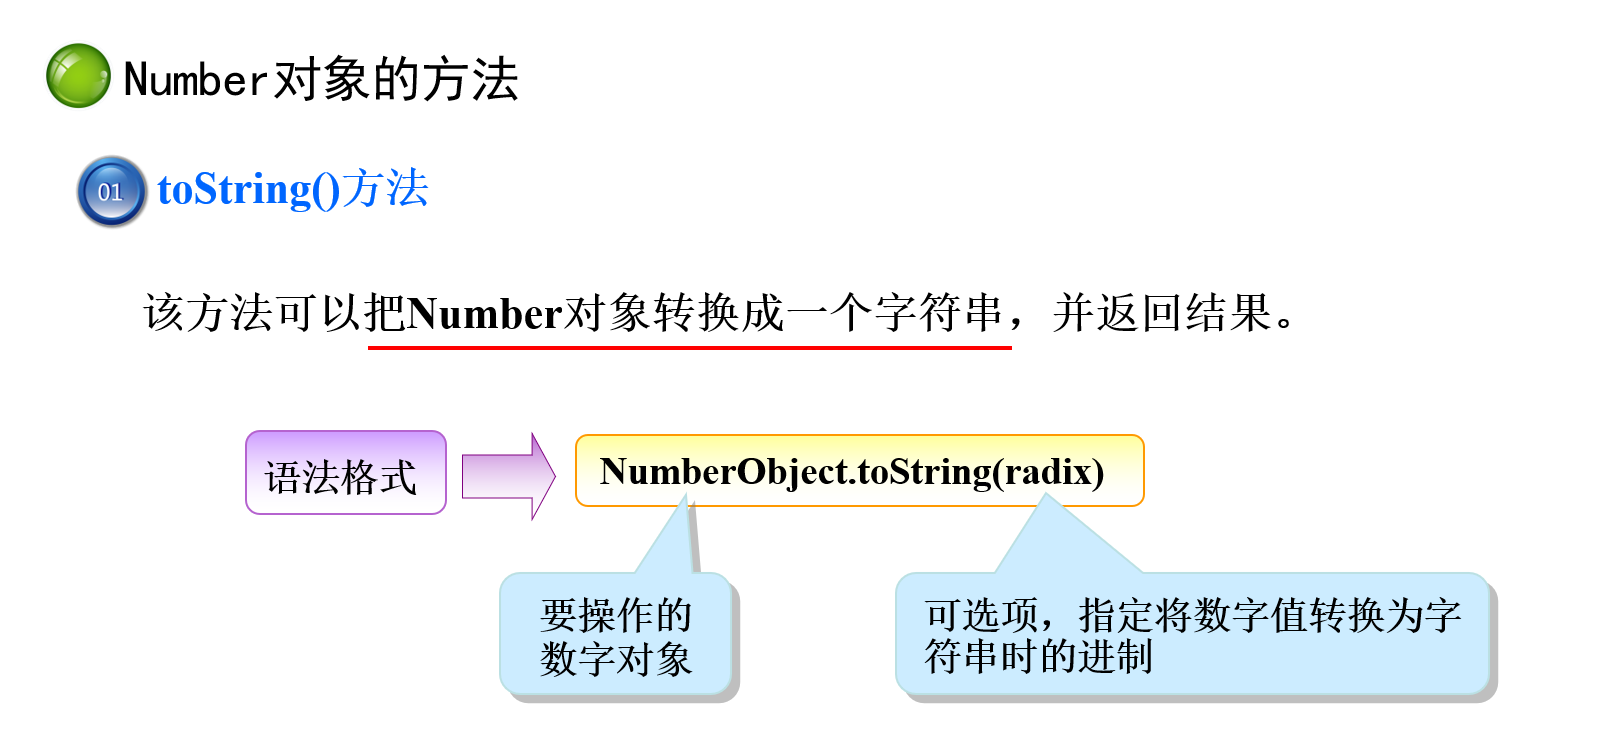 Number对象的方法
01
toString()方法
该方法可以把Number对象转换成一个字符串，并返回结果。
语法格式
NumberObject.toString(radix)
要操作的
数字对象
可选项，指定将数字值转换为字
符串时的进制